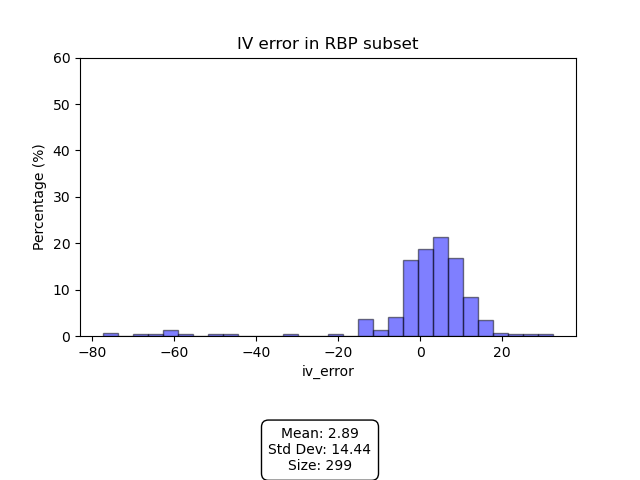 IV error in RBP subset
60
50
40
30
20
10
0
Percentage (%)
−80
−60
−40
−20
0
20
iv_error
Mean: 2.89
Std Dev: 14.44
Size: 299